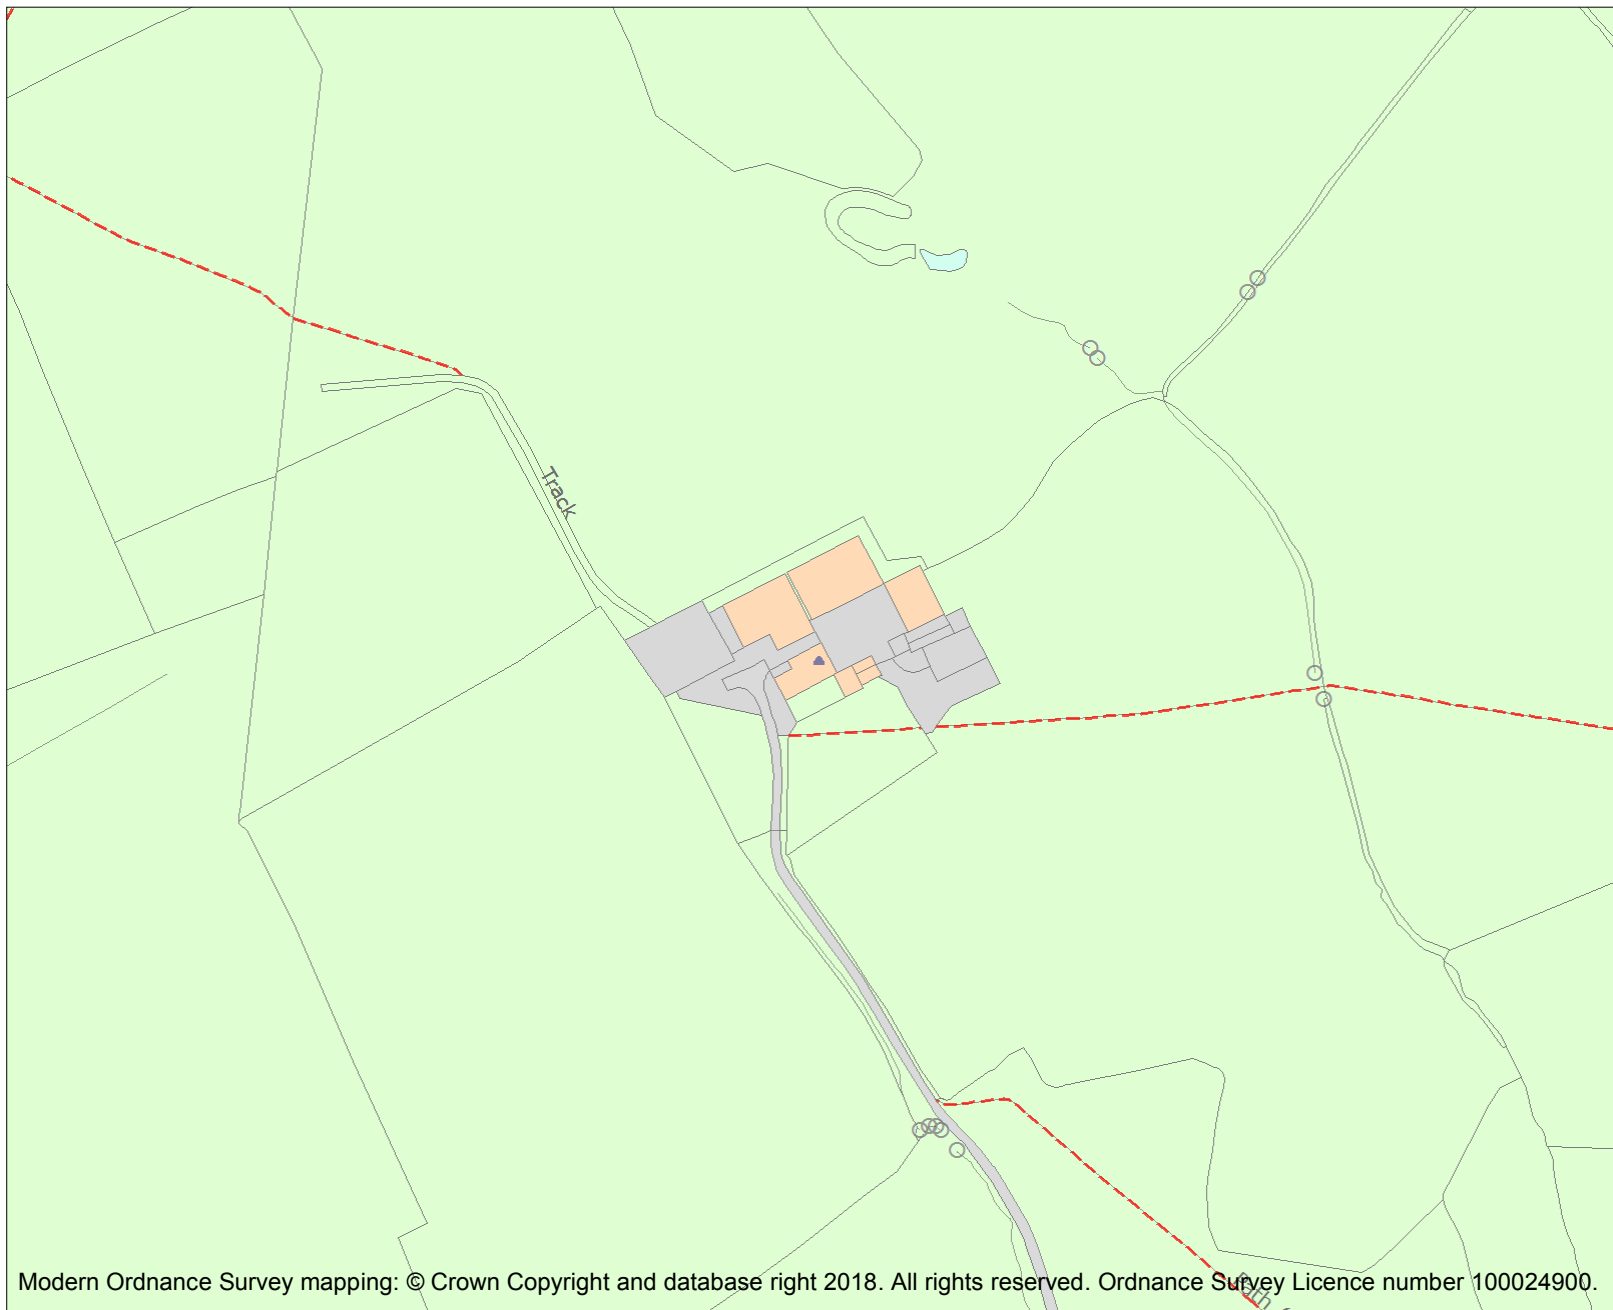 Track
Path
Modern Ordnance Survey mapping: © Crown Copyright and database right 2018. All rights reserved. Ordnance Survey Licence number 100024900.